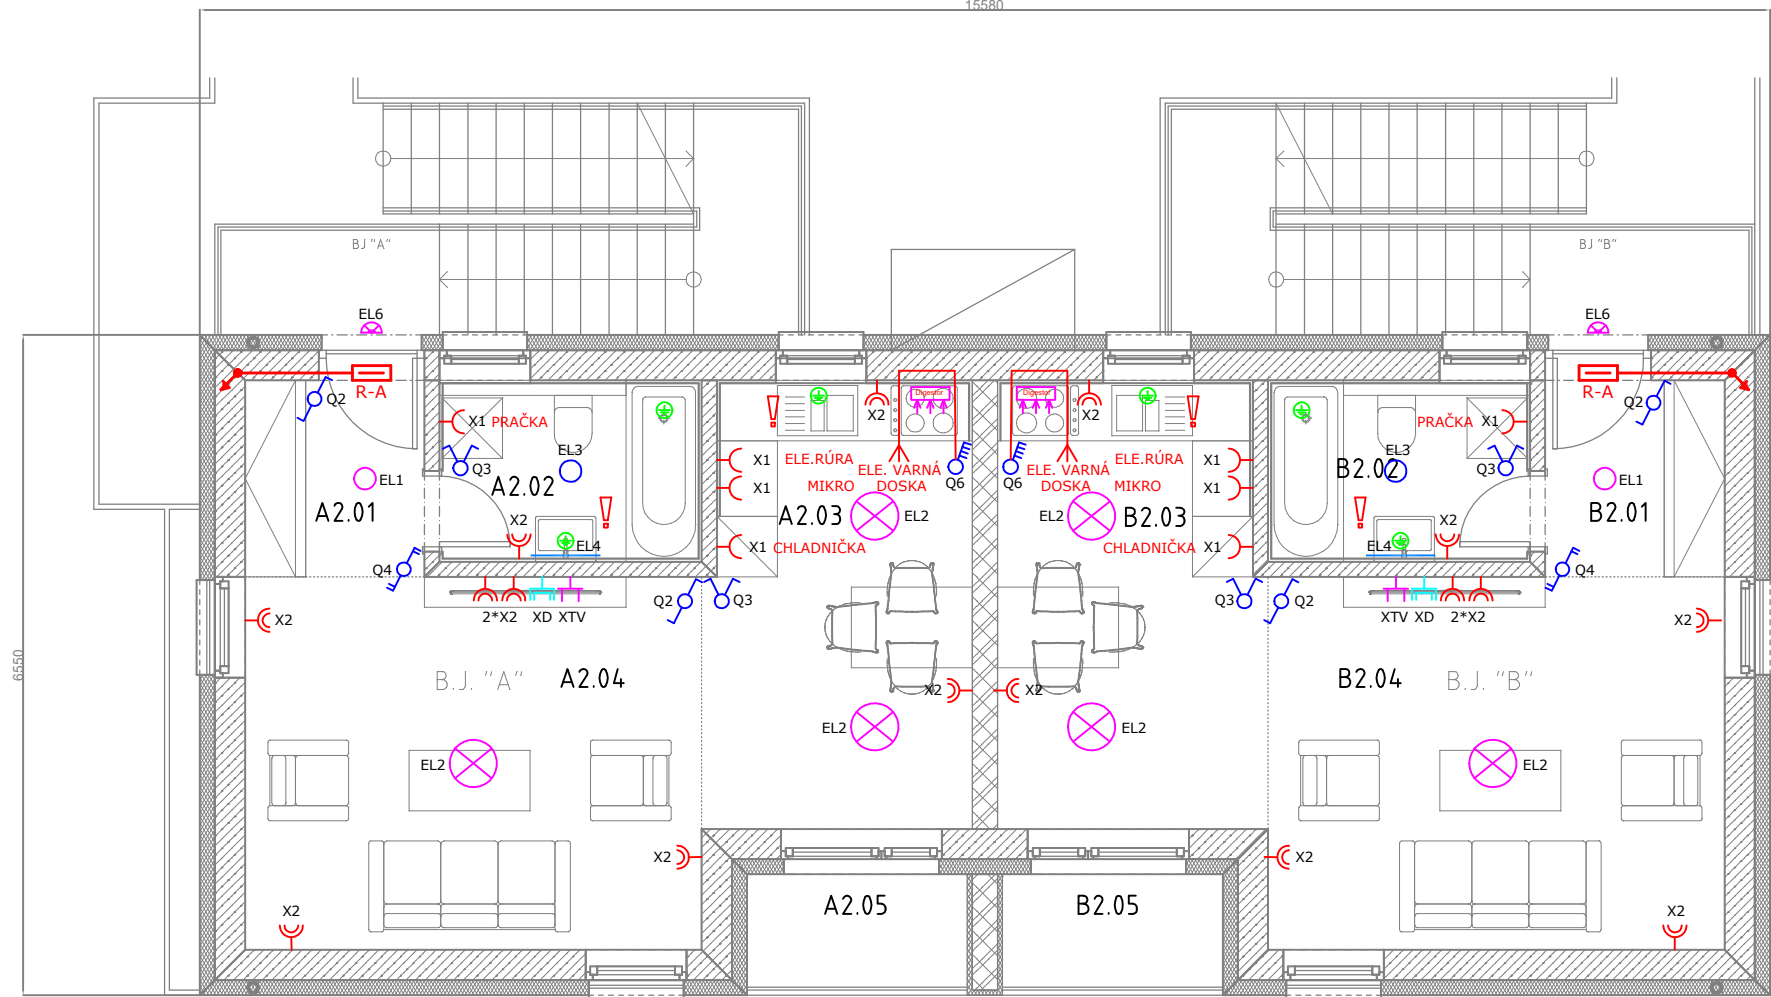 15580
BJ "A"
BJ "B"
EL6
EL6
R-A
R-A
Q2
Q2
Digestor
Digestor
X2
X2
X1 PRAČKA
PRAČKA X1
EL3
EL3
Q3
Q3
X1 ELE.RÚRA
ELE. VARNÁ
DOSKA
Q6
Q6
ELE. VARNÁ
DOSKA
ELE.RÚRA X1
X1 MIKRO
MIKRO X1
EL1
EL1
A2.02
B2.02
A2.01
A2.03
EL2
EL2
B2.03
B2.01
X2
X2
EL4
EL4
X1 CHLADNIČKA
CHLADNIČKA X1
Q4
Q4
Q2
Q3
Q3
Q2
2*X2
XD
XTV
XTV
XD
2*X2
X2
X2
6550
B.J. "A"
A2.04
B2.04
B.J. "B"
X2
X2
EL2
EL2
EL2
EL2
X2
X2
A2.05
B2.05
X2
X2